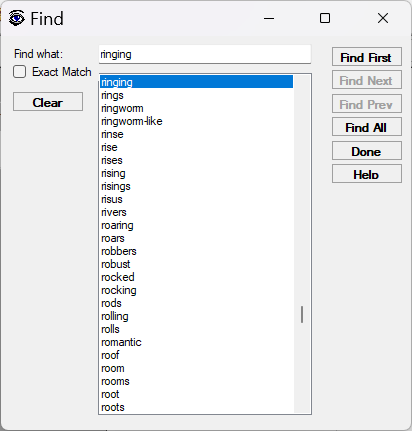 Find
Find what:
ringing
Find First
Exact Match
Find Next
Clear
Find Prev
Find All
Done
Help
ringing
rings
ringworm
ringworm-like
rinse
rise
rises
rising
risings
risus
rivers
roaring
roars
robbers
robust
rocked
rocking
rods
rolling
rolls
romantic
roof
room
rooms
root
roots